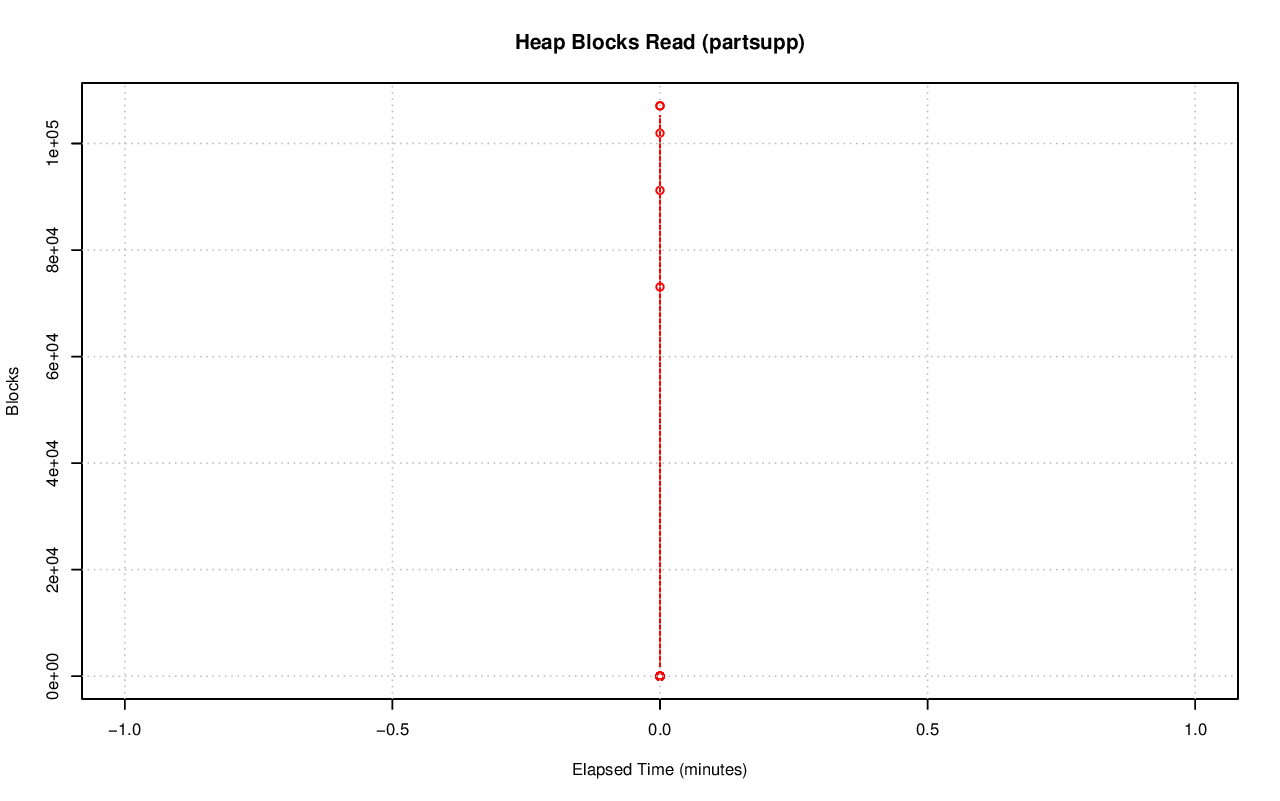 Heap Blocks Read (partsupp)
1e+05
8e+04
6e+04
4e+04
2e+04
0e+00
Blocks
−1.0
−0.5
0.0
0.5
1.0
Elapsed Time (minutes)